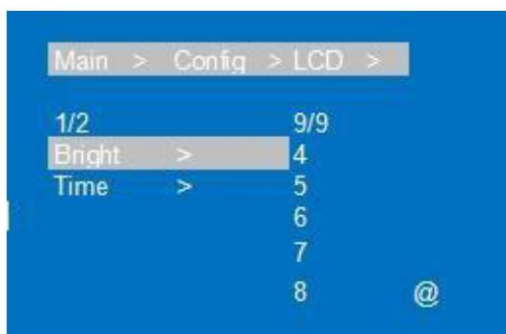 Main > Config > LCD >
1/2 9/9
Bright > 4
Time > 5
6
7
8 @